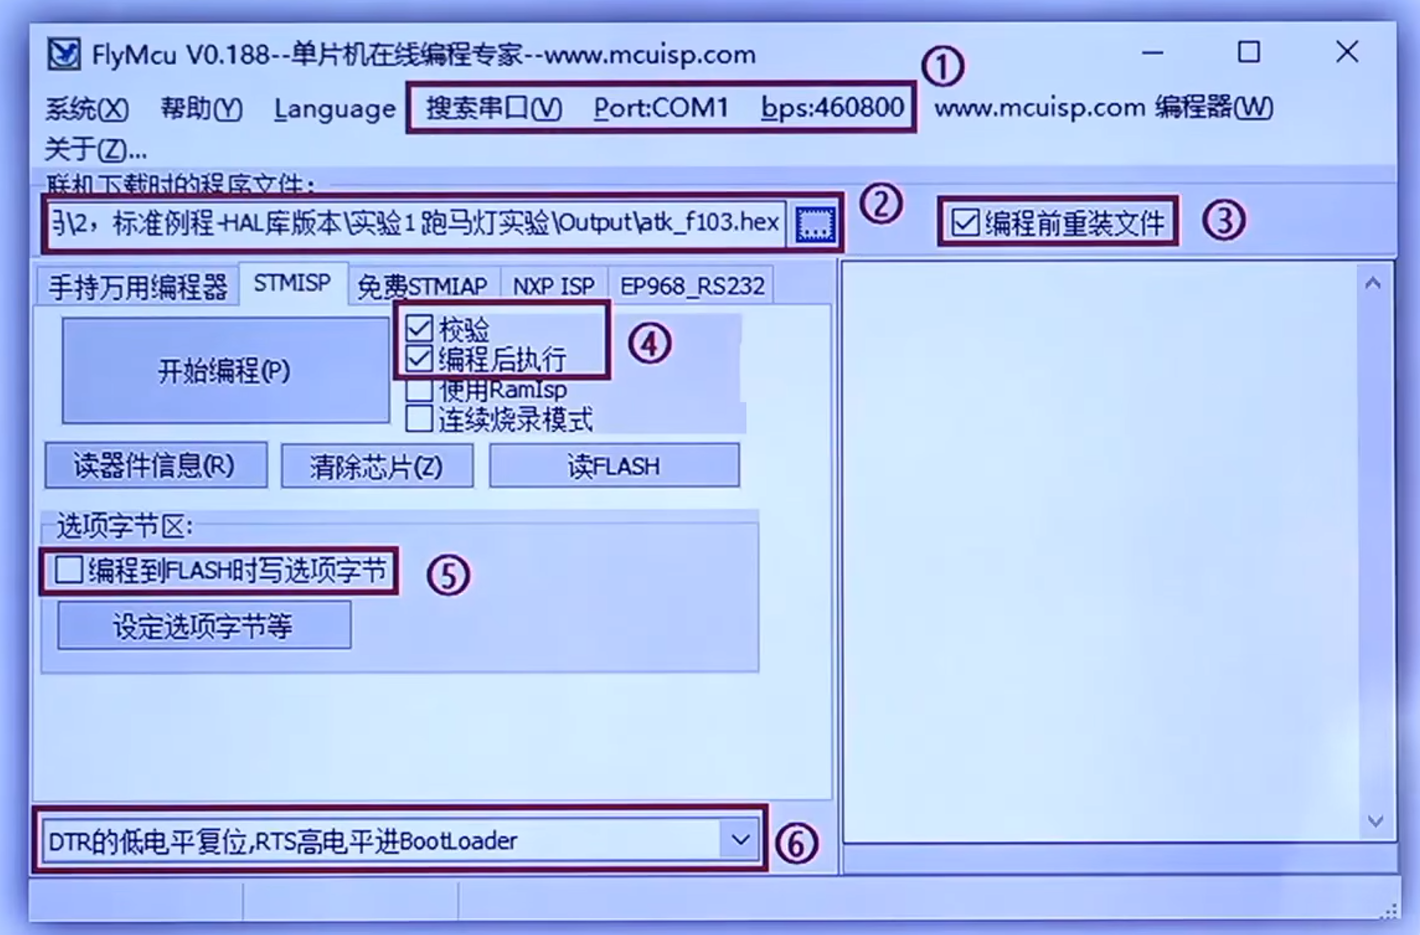 FlyMcu V0.188--单片机在线编程专家--www.mcuisp.com
①
系统(X) 帮助(Y) Language 搜索串口(V) Port:COM1 bps:460800 www.mcuisp.com 编程器(W)
关于(Z)...
联机下载时的程序文件:
\2，标准例程-HAL库版本\实验1 跑马灯实验\Output\atk_f103.hex ... ②
编程前重装文件 ③
手持万用编程器 STMISP 免费STMIAP NXP ISP EP968_RS232
开始编程(P)
校验
编程后执行
④
使用RamIsp
连续烧录模式
读器件信息(R) 清除芯片(Z) 读FLASH
选项字节区:
编程到FLASH时写选项字节 ⑤
设定选项字节等
DTR的低电平复位,RTS高电平进BootLoader ⑥